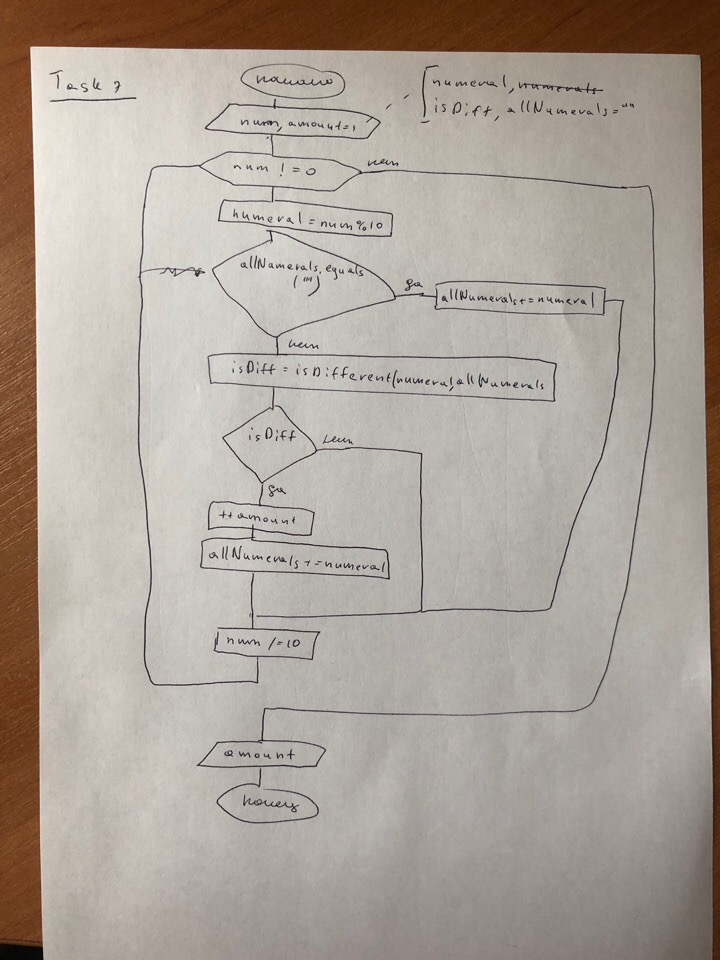 Task 7
начало
numeral, numerals
isDiff, allNumerals=""
num, amount=1
num != 0
нет
numeral = num%10
allNumerals.equals
("")
да
allNumerals+=numeral
нет
isDiff = isDifferent(numeral,allNumerals
isDiff
нет
да
++amount
allNumerals+=numeral
num /=10
amount
конец